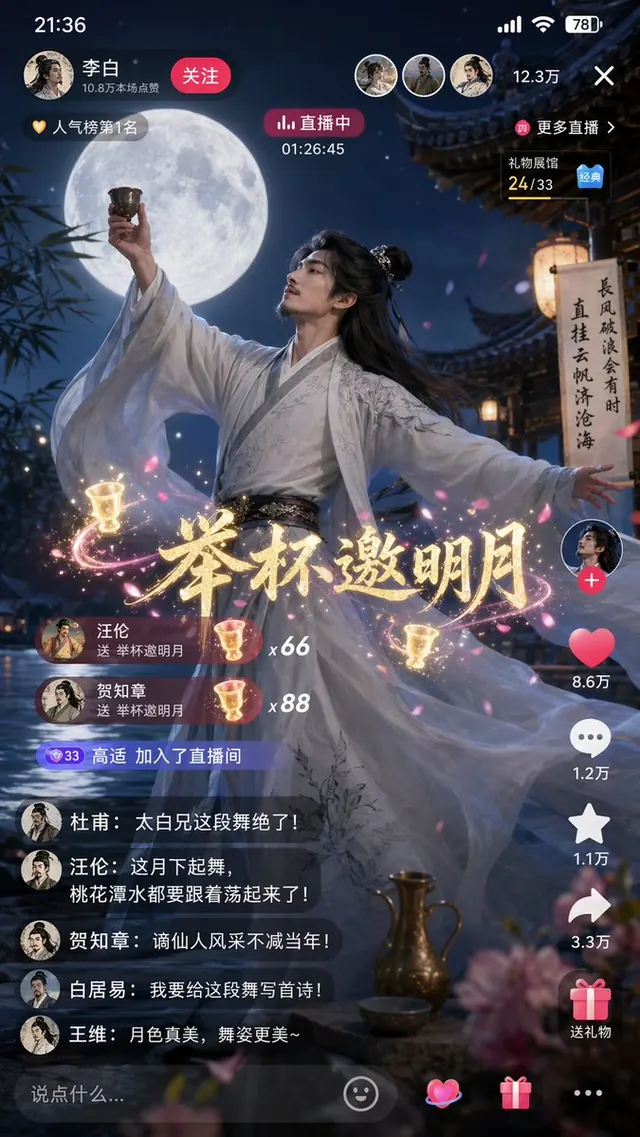 21:36
78
李白
10.8万本场点赞
关注
12.3万
人气榜第1名
直播中
01:26:45
更多直播
礼物展馆
24/33
经典
長风破浪会有时
直挂云帆济沧海
举杯邀明月
汪伦
送 举杯邀明月
x66
贺知章
送 举杯邀明月
x88
33 高适 加入了直播间
8.6万
1.2万
1.1万
3.3万
送礼物
杜甫：太白兄这段舞绝了！
汪伦：这月下起舞，
桃花潭水都要跟着荡起来了！
贺知章：谪仙人风采不减当年！
白居易：我要给这段舞写首诗！
王维：月色真美，舞姿更美~
说点什么...